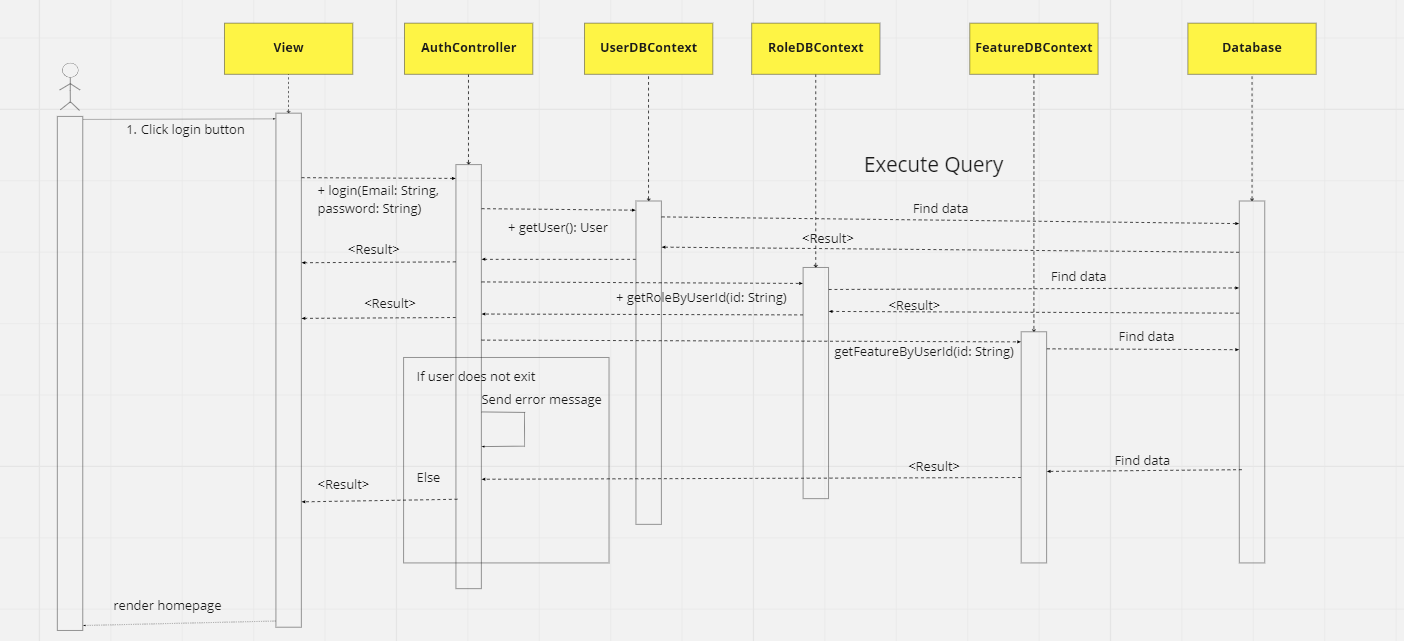 View
AuthController
UserDBContext
RoleDBContext
FeatureDBContext
Database
1. Click login button
Execute Query
+ login(Email: String,
password: String)
Find data
+ getUser(): User
<Result>
<Result>
Find data
+ getRoleByUserId(id: String)
<Result>
<Result>
Find data
getFeatureByUserId(id: String)
If user does not exit
Send error message
Find data
<Result>
Else
<Result>
render homepage